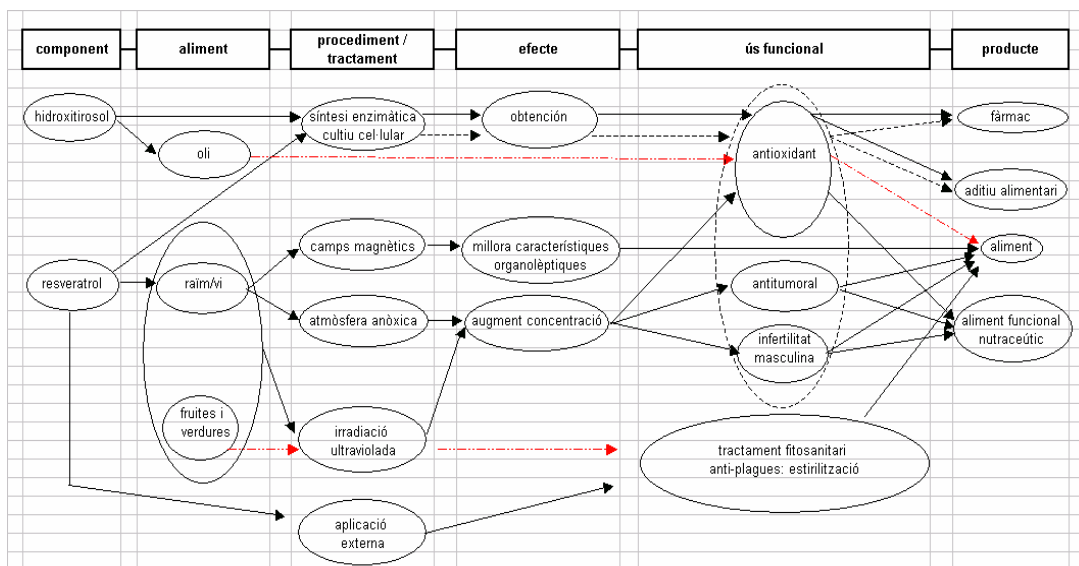 component
aliment
procediment /
tractament
efecte
ús funcional
producte
hidroxitirosol
síntesi enzimàtica
cultiu cel·lular
obtención
fàrmac
oli
antioxidant
aditiu alimentari
camps magnètics
millora característiques
organolèptiques
aliment
resveratrol
raïm/vi
antitumoral
atmòsfera anòxica
augment concentració
infertilitat
masculina
aliment funcional
nutraceútic
fruites i
verdures
irradiació
ultraviolada
tractament fitosanitari
anti-plagues: estirilització
aplicació
externa